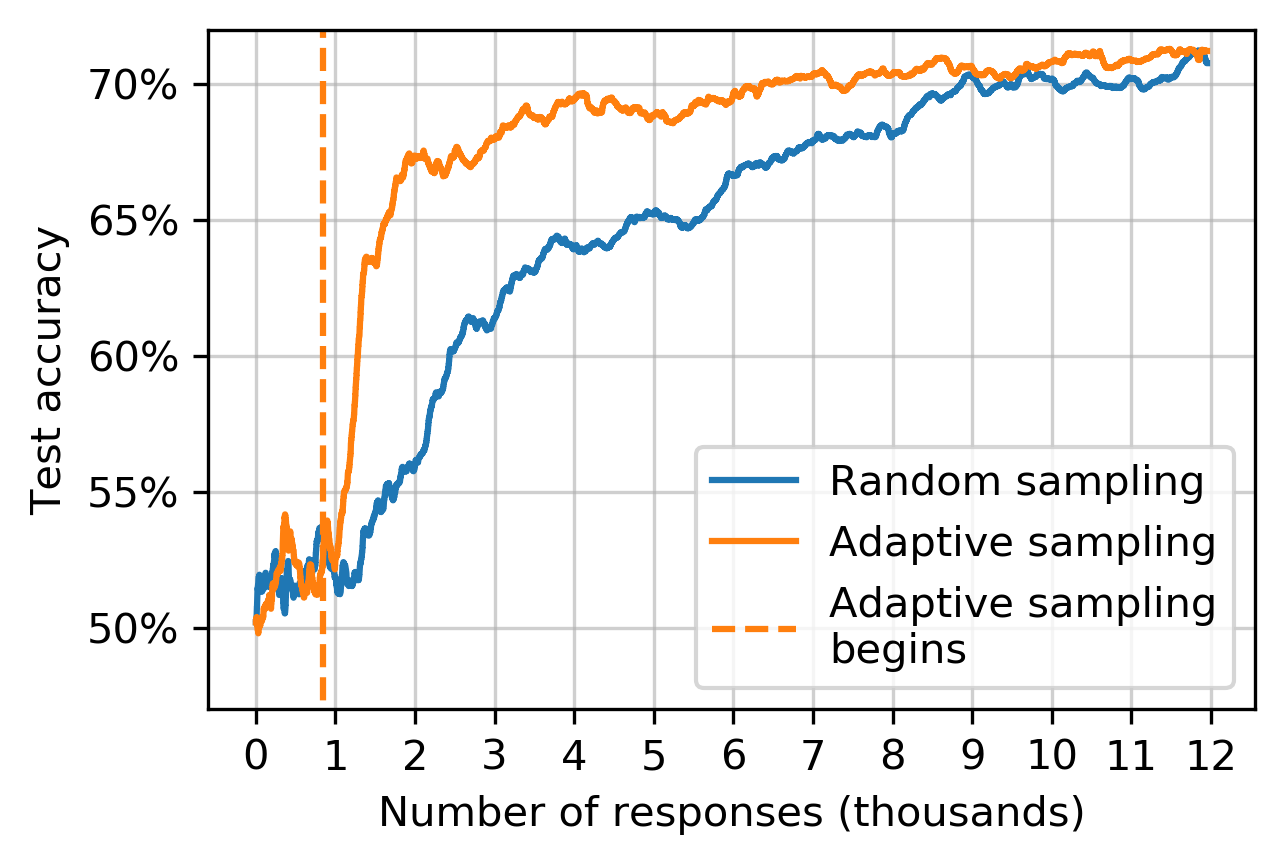 70%
65%
60%
55%
50%
Test accuracy
Random sampling
Adaptive sampling
Adaptive sampling
begins
0 1 2 3 4 5 6 7 8 9 10 11 12
Number of responses (thousands)